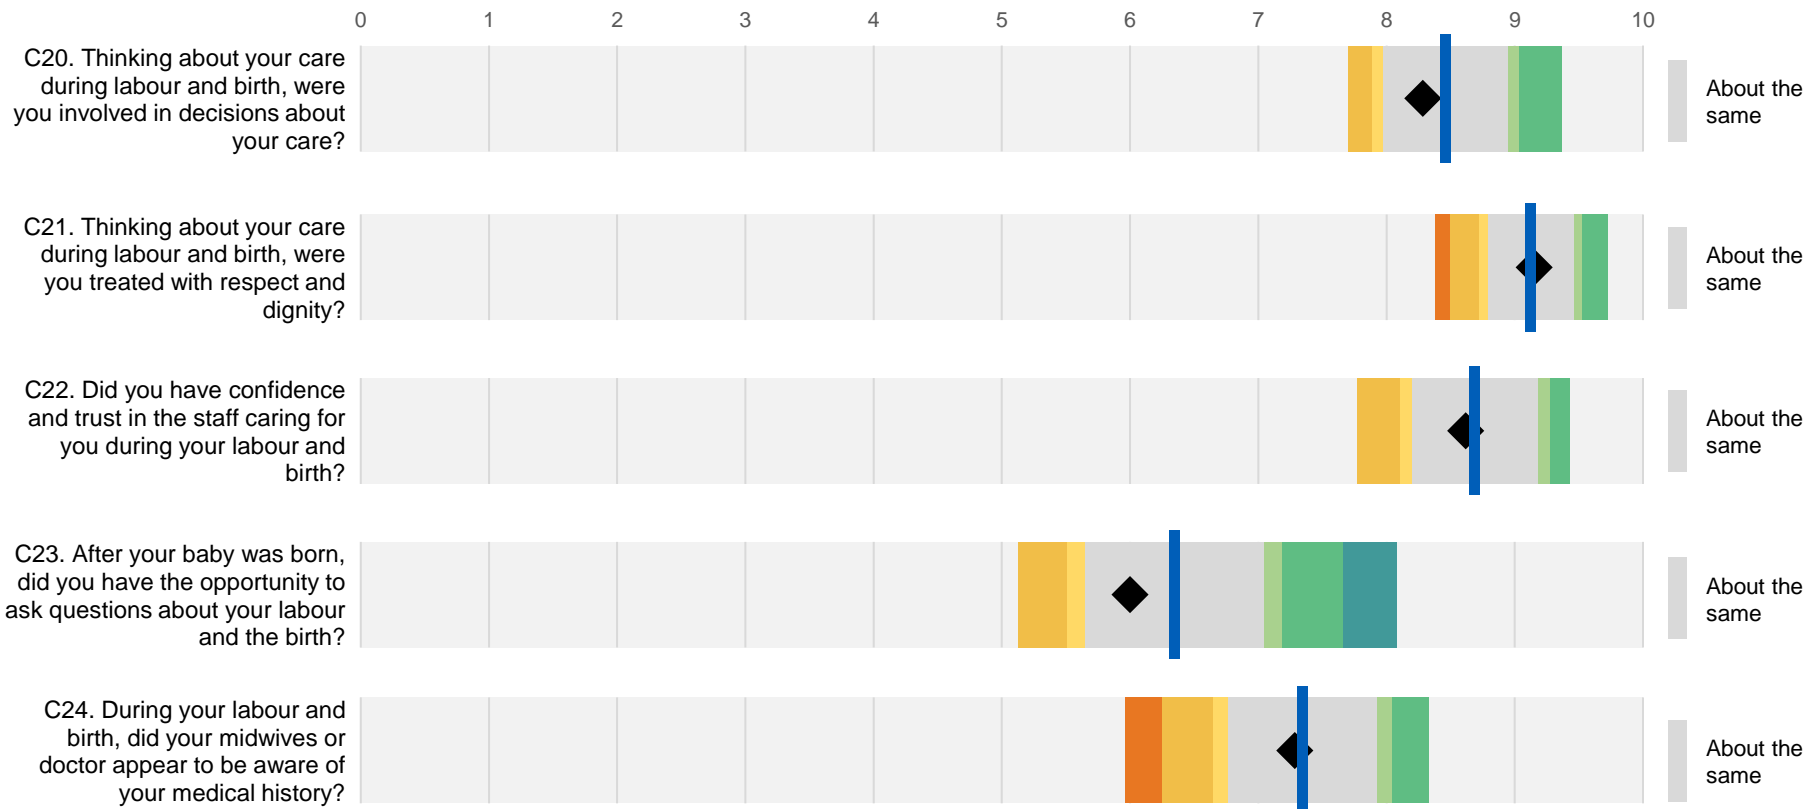 0 1 2 3 4 5 6 7 8 9 10
C20. Thinking about your care
during labour and birth, were
you involved in decisions about
your care?
About the
same
C21. Thinking about your care
during labour and birth, were
you treated with respect and
dignity?
About the
same
C22. Did you have confidence
and trust in the staff caring for
you during your labour and
birth?
About the
same
C23. After your baby was born,
did you have the opportunity to
ask questions about your labour
and the birth?
About the
same
C24. During your labour and
birth, did your midwives or
doctor appear to be aware of
your medical history?
About the
same